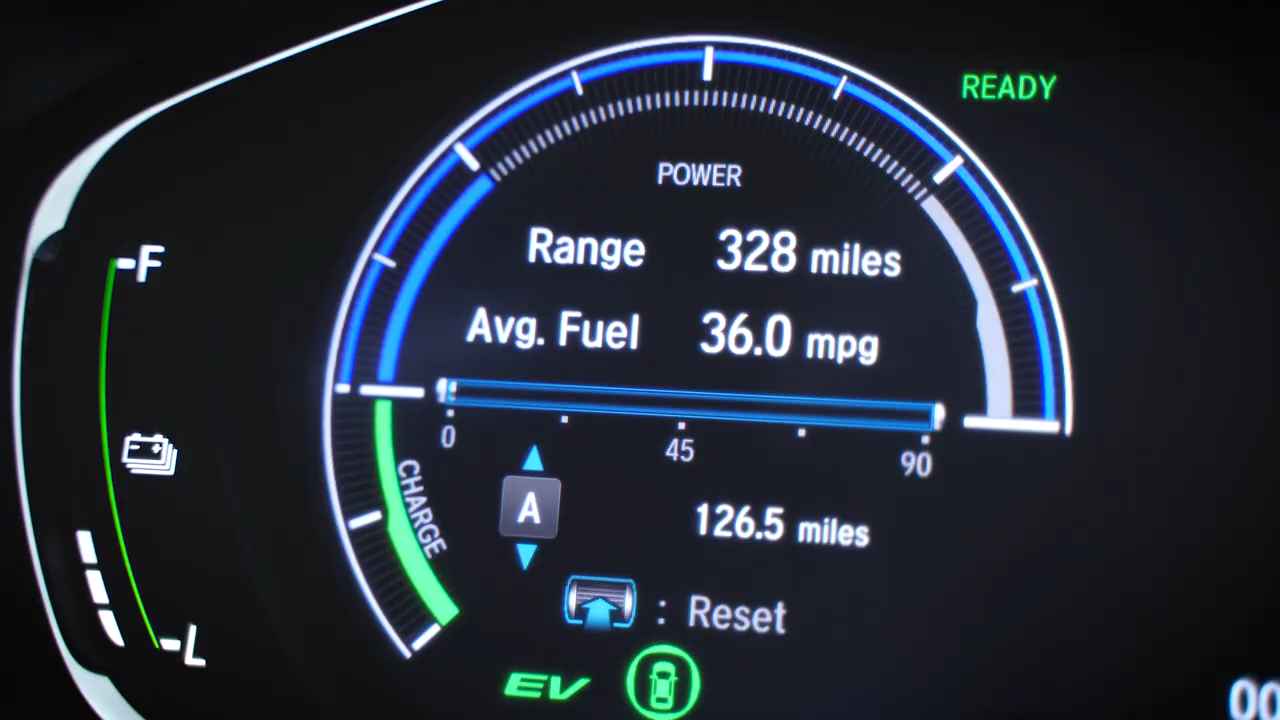 READY
POWER
Range 328 miles
Avg. Fuel 36.0 mpg
F
0 45 90
CHARGE
A
126.5 miles
: Reset
L
EV
00